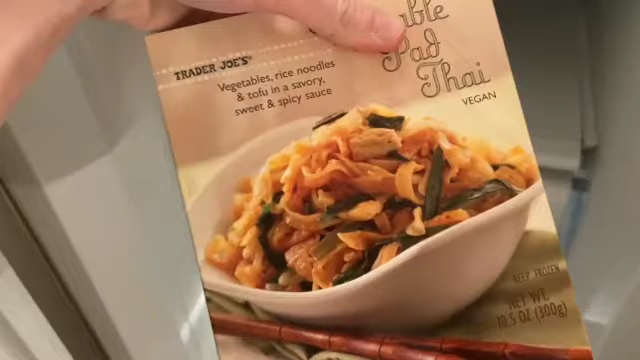 Pad
Thai
VEGAN
TRADER JOE'S
Vegetables, rice noodles
& tofu in a savory,
sweet & spicy sauce
KEEP FROZEN
NET WT.
10.5 OZ (300g)